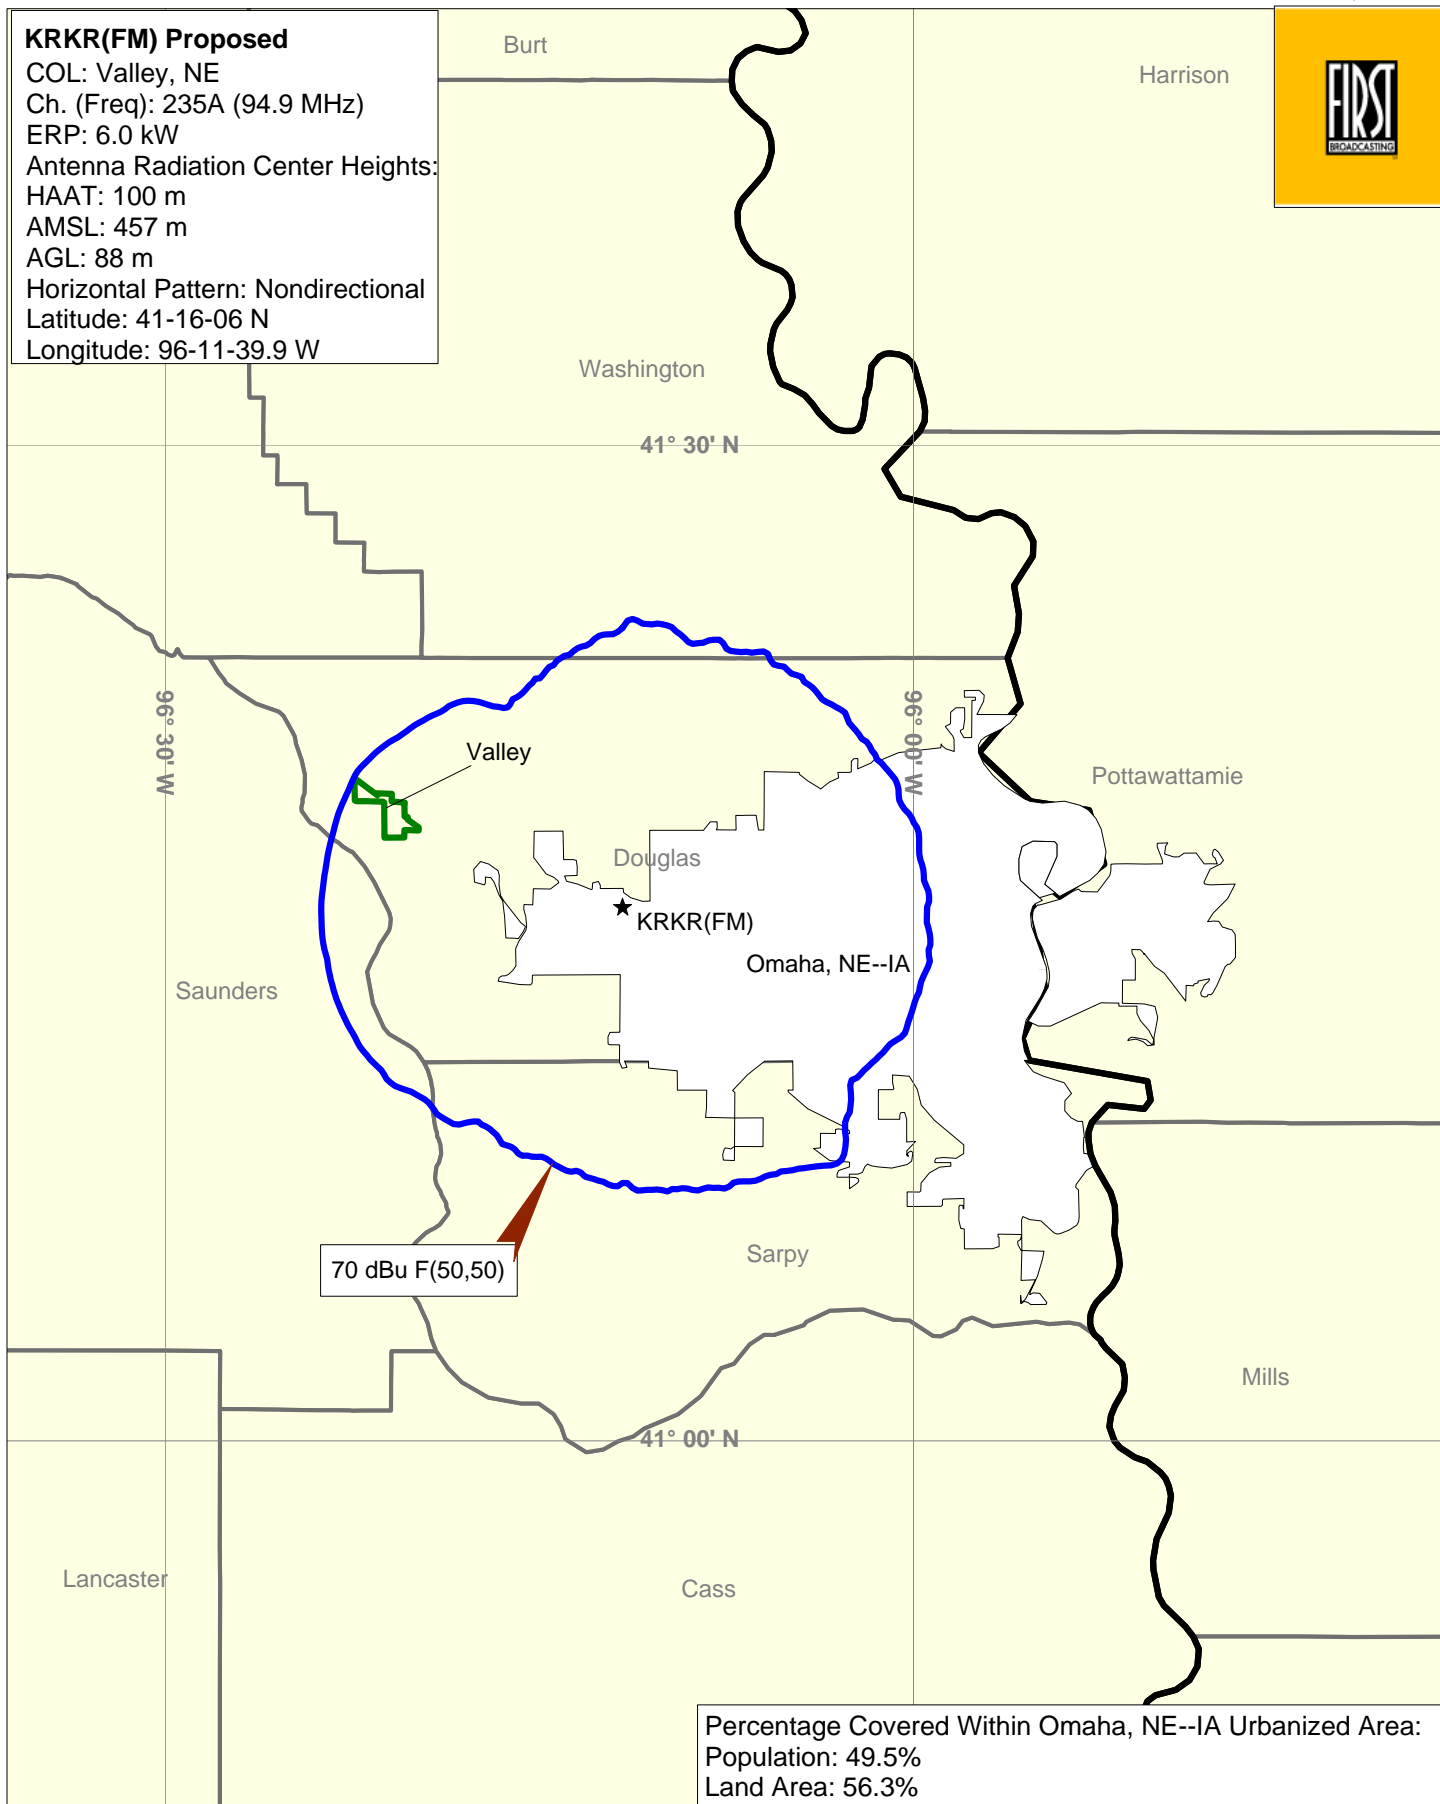 KRKR(FM) Proposed
COL: Valley, NE
Ch. (Freq): 235A (94.9 MHz)
ERP: 6.0 kW
Antenna Radiation Center Heights:
HAAT: 100 m
AMSL: 457 m
AGL: 88 m
Horizontal Pattern: Nondirectional
Latitude: 41-16-06 N
Longitude: 96-11-39.9 W
Burt
Harrison
FIRST
BROADCASTING
Washington
41° 30' N
96° 30' W
96° 00' W
Valley
Pottawattamie
Douglas
KRKR(FM)
Omaha, NE--IA
Saunders
Sarpy
70 dBu F(50,50)
Mills
41° 00' N
Lancaster
Cass
Percentage Covered Within Omaha, NE--IA Urbanized Area:
Population: 49.5%
Land Area: 56.3%